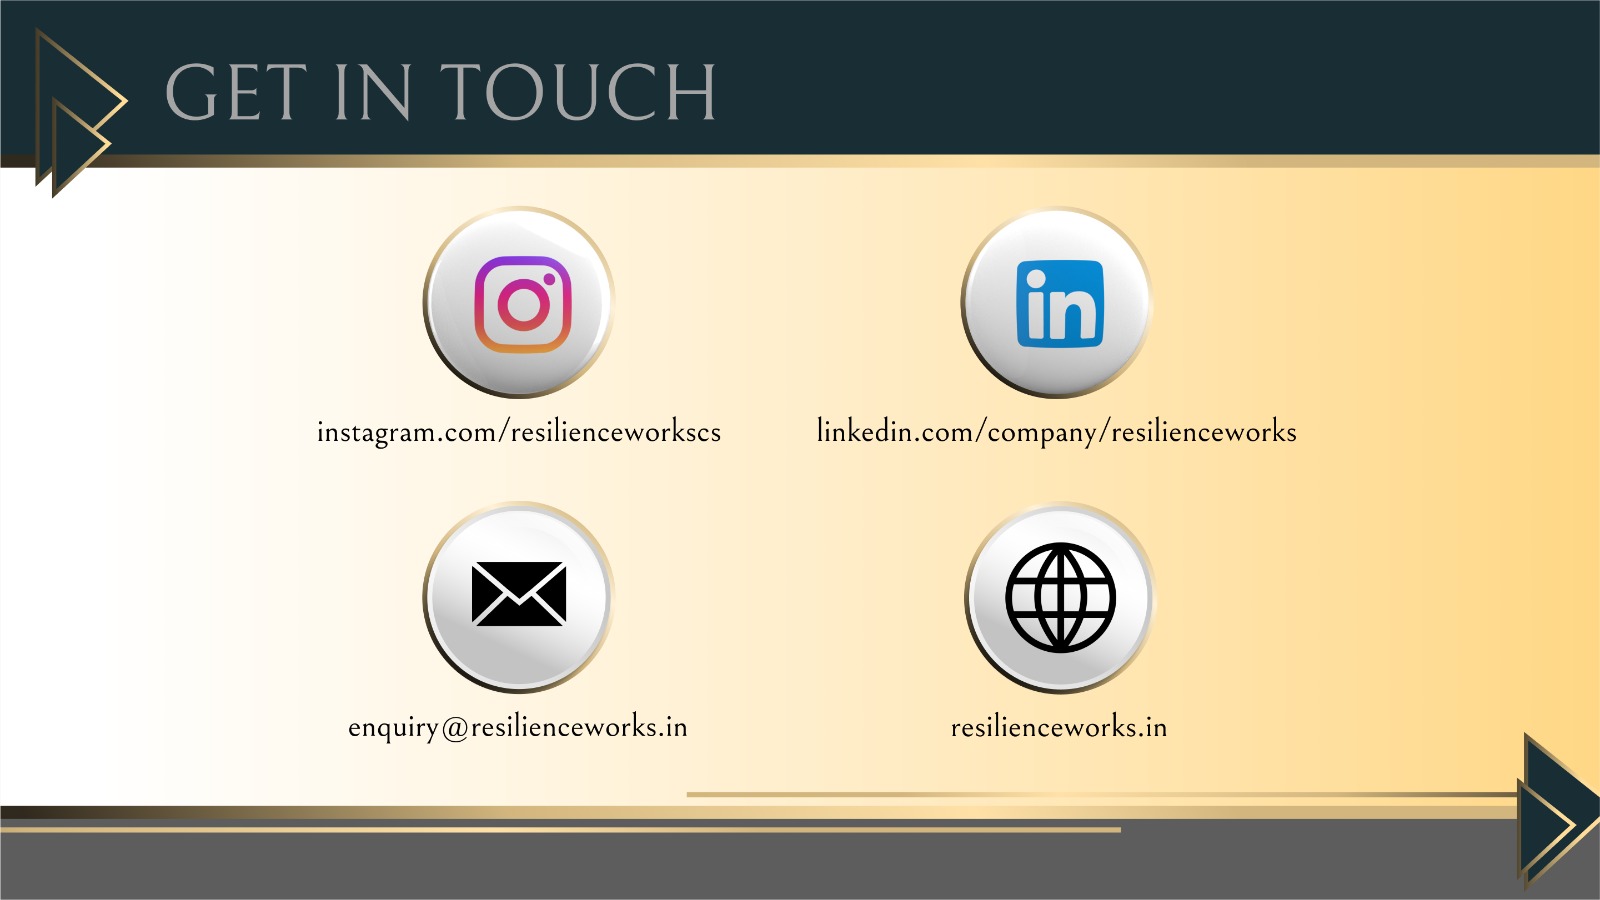 GET IN TOUCH
instagram.com/resilienceworkscs
linkedin.com/company/resilienceworks
enquiry@resilienceworks.in
resilienceworks.in